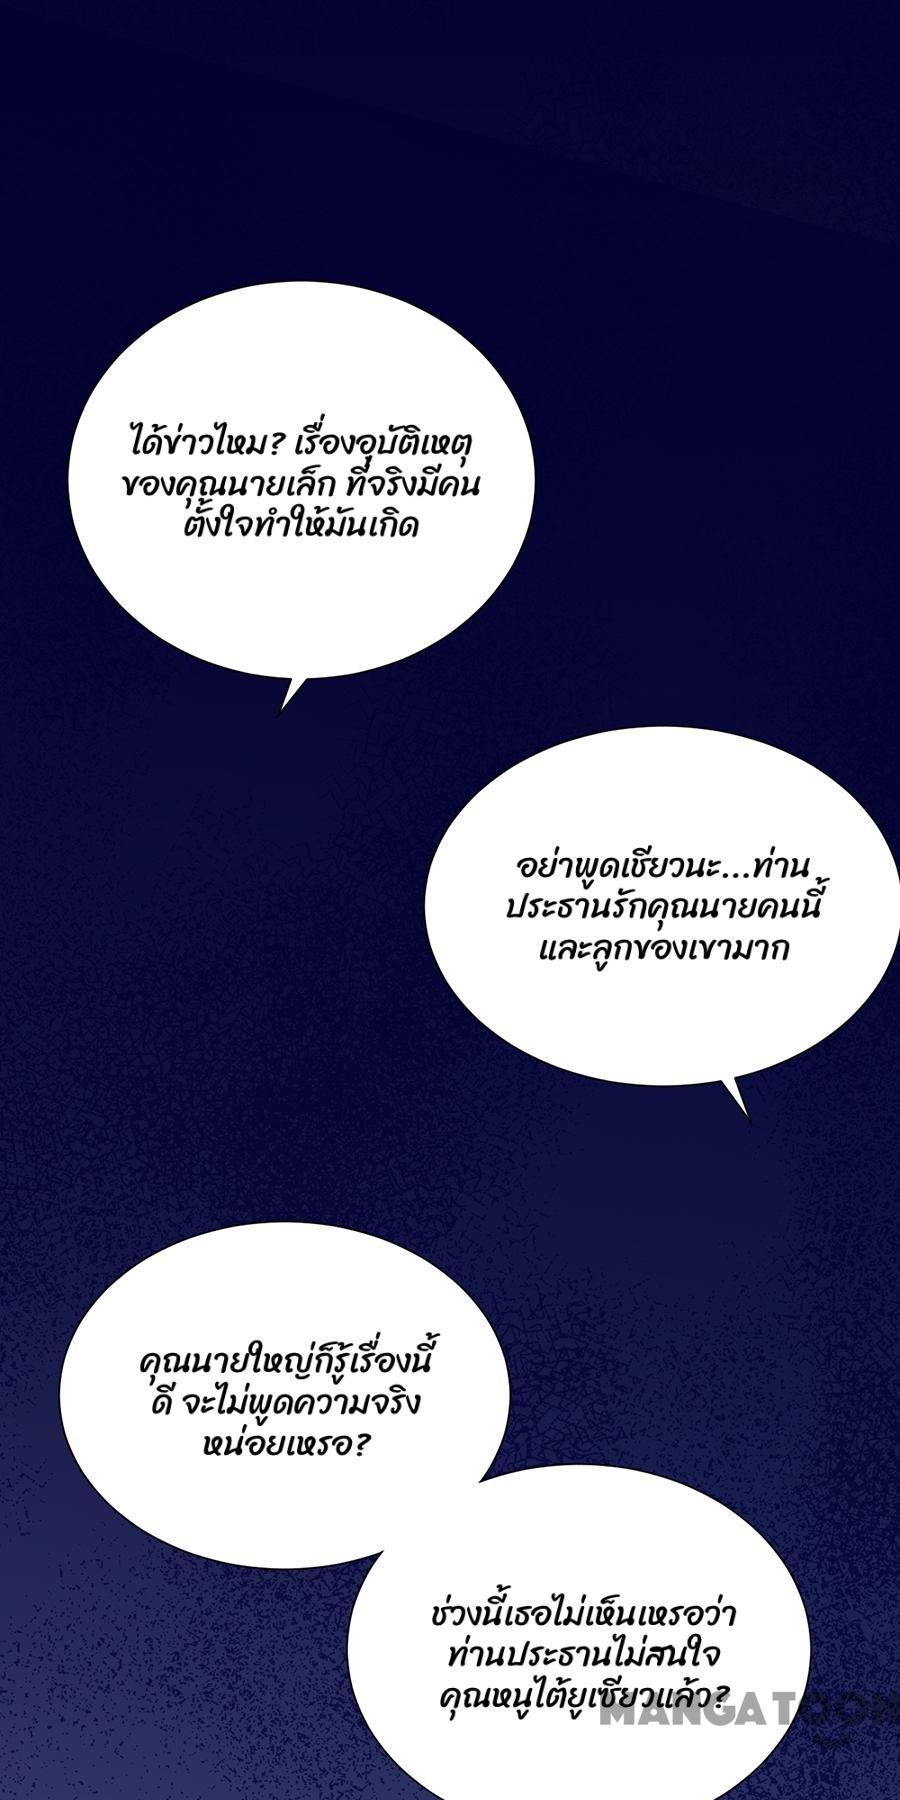 ได้ข่าวไหม? เรื่องอุบัติเหตุ
ของคุณนายเล็ก ที่จริงมีคน
ตั้งใจทำให้มันเกิด
อย่าพูดเชียวนะ...ท่าน
ประธานรักคุณนายคนนี้
และลูกของเขามาก
คุณนายใหญ่ก็รู้เรื่องนี้
ดี จะไม่พูดความจริง
หน่อยเหรอ?
ช่วงนี้เธอไม่เห็นเหรอว่า
ท่านประธานไม่สนใจ
คุณหนูไต้ยูเซียวแล้ว?
MANGA TOON